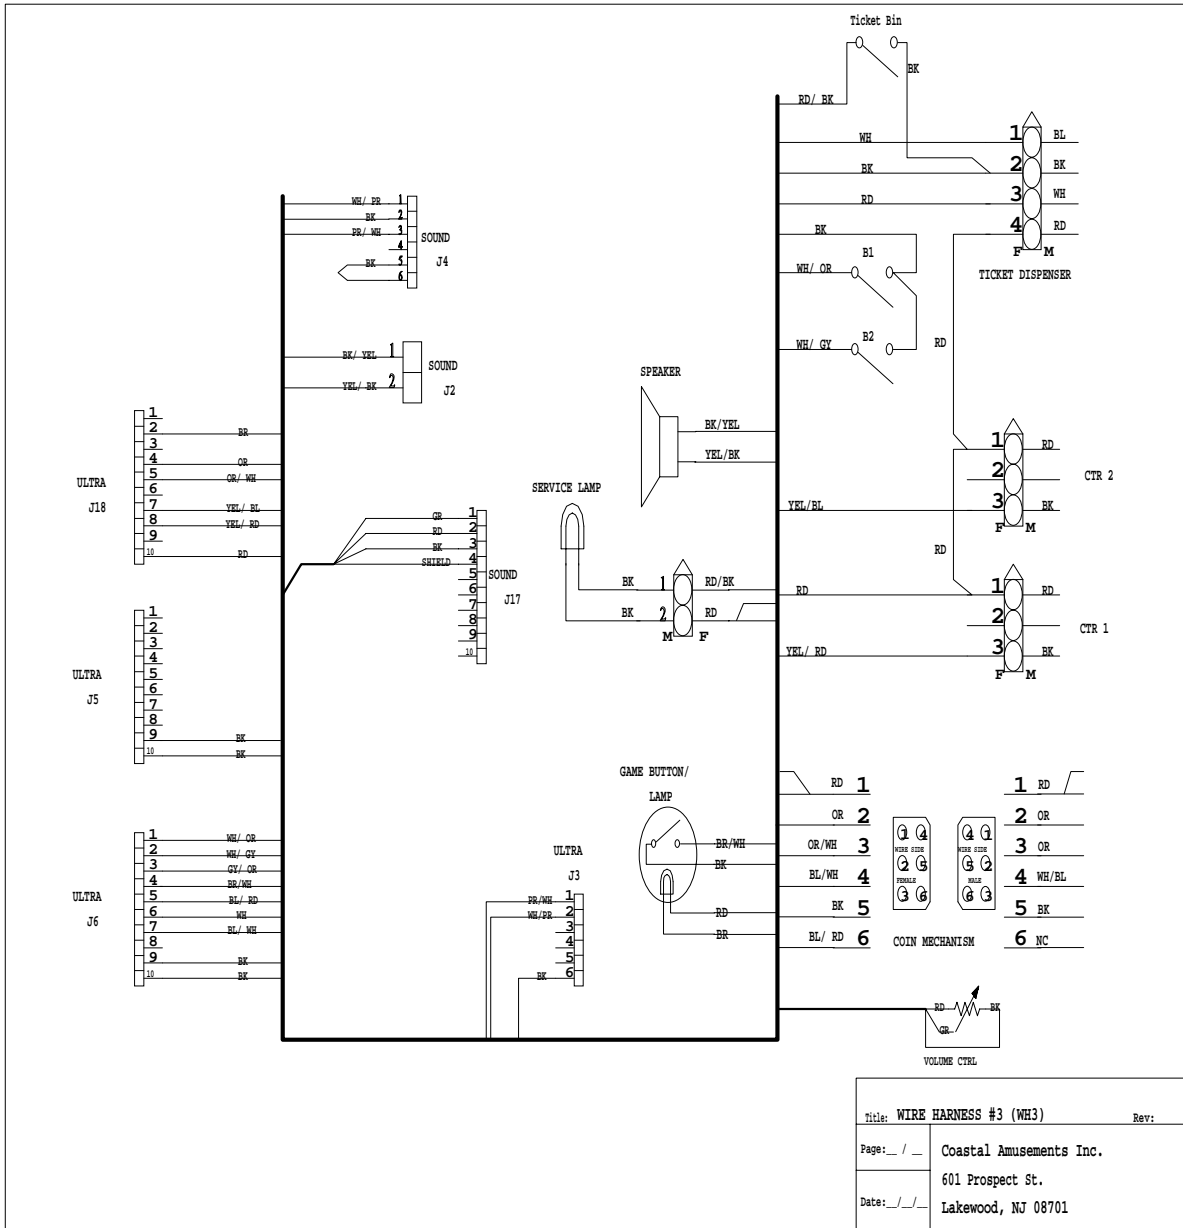 Ticket Bin
BK
RD/ BK
WH
1
BL
BK
2
BK
RD
3
WH
4
RD
F M
TICKET DISPENSER
BK
B1
WH/ OR
B2
WH/ GY
RD
WH/ PR 1
BK 2
PR/ WH 3
4
BK 5
6
SOUND
J4
BK/ YEL 1
YEL/ BK 2
SOUND
J2
SPEAKER
BK/YEL
YEL/BK
ULTRA
J18
1
2 BR
3
4 OR
5 OR/ WH
6
7 YEL/ BL
8 YEL/ RD
9
10 RD
GR 1
RD 2
BK 3
SHIELD 4
5
6
7
8
9
10
SOUND
J17
SERVICE LAMP
BK 1 RD/BK
BK 2 RD
M F
1 RD
2
YEL/BL 3 BK
F M
CTR 2
RD
RD 1 RD
2
YEL/ RD 3 BK
F M
CTR 1
ULTRA
J5
1
2
3
4
5
6
7
8
9 BK
10 BK
ULTRA
J6
1 WH/ OR
2 WH/ GY
3 GY/ OR
4 BR/WH
5 BL/ RD
6 WH
7 BL/ WH
8
9 BK
10 BK
GAME BUTTON/
LAMP
BR/WH
BK
RD
BR
ULTRA
J3
PR/WH 1
WH/PR 2
3
4
5
BK 6
RD 1
OR 2
OR/WH 3
BL/WH 4
BK 5
BL/ RD 6
1 4
WIRE SIDE
2 5
FEMALE
3 6
4 1
WIRE SIDE
5 2
MALE
6 3
COIN MECHANISM
1 RD
2 OR
3 OR
4 WH/BL
5 BK
6 NC
RD BK
GR
VOLUME CTRL
Title: WIRE HARNESS #3 (WH3) Rev:
Page:__ / __
Coastal Amusements Inc.
601 Prospect St.
Date:__/__/__
Lakewood, NJ 08701